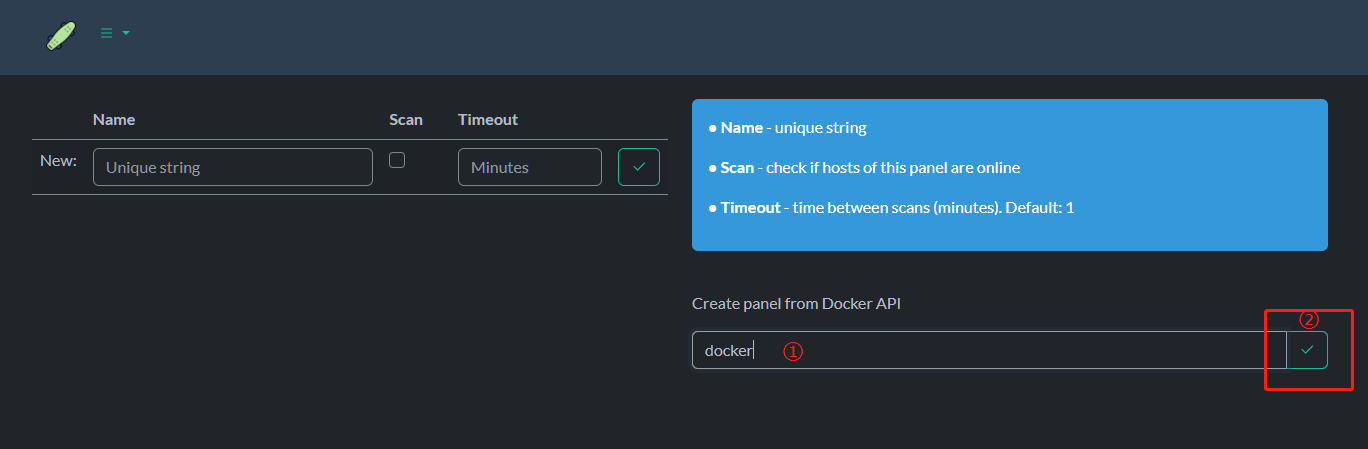 Name Scan Timeout
New: Unique string Minutes
● Name - unique string
● Scan - check if hosts of this panel are online
● Timeout - time between scans (minutes). Default: 1
Create panel from Docker API
②
docker ①